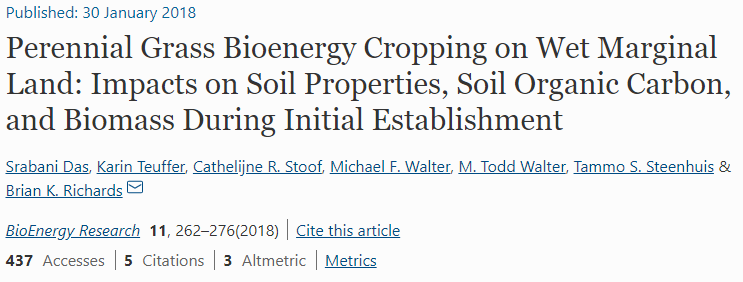 Published: 30 January 2018
Perennial Grass Bioenergy Cropping on Wet Marginal
Land: Impacts on Soil Properties, Soil Organic Carbon,
and Biomass During Initial Establishment
Srabani Das, Karin Teuffer, Cathelijne R. Stoof, Michael F. Walter, M. Todd Walter, Tammo S. Steenhuis &
Brian K. Richards
BioEnergy Research 11, 262–276(2018) | Cite this article
437 Accesses | 5 Citations | 3 Altmetric | Metrics